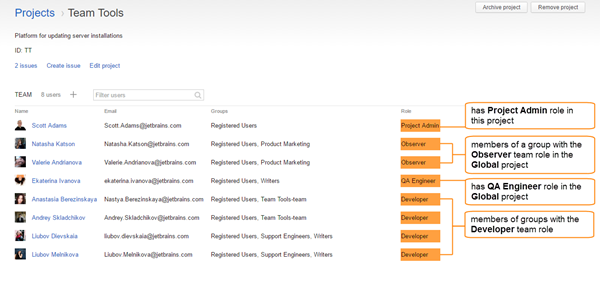 Projects › Team Tools
Archive project
Remove project
Platform for updating server installations
ID: TT
2 issues Create issue Edit project
TEAM 8 users + Filter users
Name Email Groups Role
Scott Adams Scott.Adams@jetbrains.com Registered Users Project Admin
Natasha Katson Natasha.Katson@jetbrains.com Registered Users, Product Marketing Observer
Valerie Andrianova Valerie.Andrianova@jetbrains.com Registered Users, Product Marketing Observer
Ekaterina Ivanova ekaterina.ivanova@jetbrains.com Registered Users, Writers QA Engineer
Anastasia Berezinskaya Nastya.Berezinskaya@jetbrains.com Registered Users, Team Tools-team Developer
Andrey Skladchikov Andrey.Skladchikov@jetbrains.com Registered Users, Team Tools-team Developer
Liubov Dievskaia liubov.dievskaia@jetbrains.com Registered Users, Support Engineers, Writers Developer
Liubov Melnikova Liubov.Melnikova@jetbrains.com Registered Users, Support Engineers, Writers Developer
has Project Admin role in
this project
members of a group with the
Observer team role in the
Global project
has QA Engineer role in the
Global project
members of groups with the
Developer team role